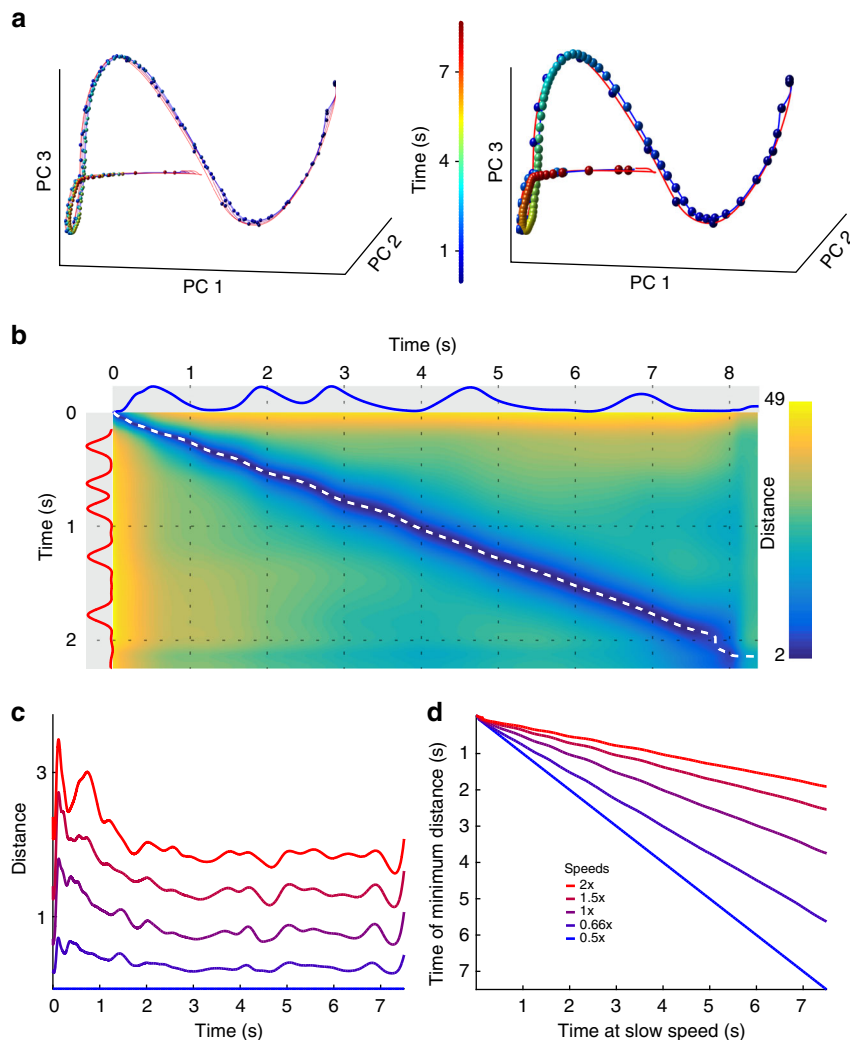 a
PC 3
PC 1
PC 2
Time (s)
7
4
1
PC 3
PC 1
PC 2
b
Time (s)
0 1 2 3 4 5 6 7 8
Time (s)
0
1
2
49
Distance
2
c
Distance
3
1
0 1 2 3 4 5 6 7
Time (s)
d
Time of minimum distance (s)
1
2
3
4
5
6
7
Speeds
2x
1.5x
1x
0.66x
0.5x
1 2 3 4 5 6 7
Time at slow speed (s)